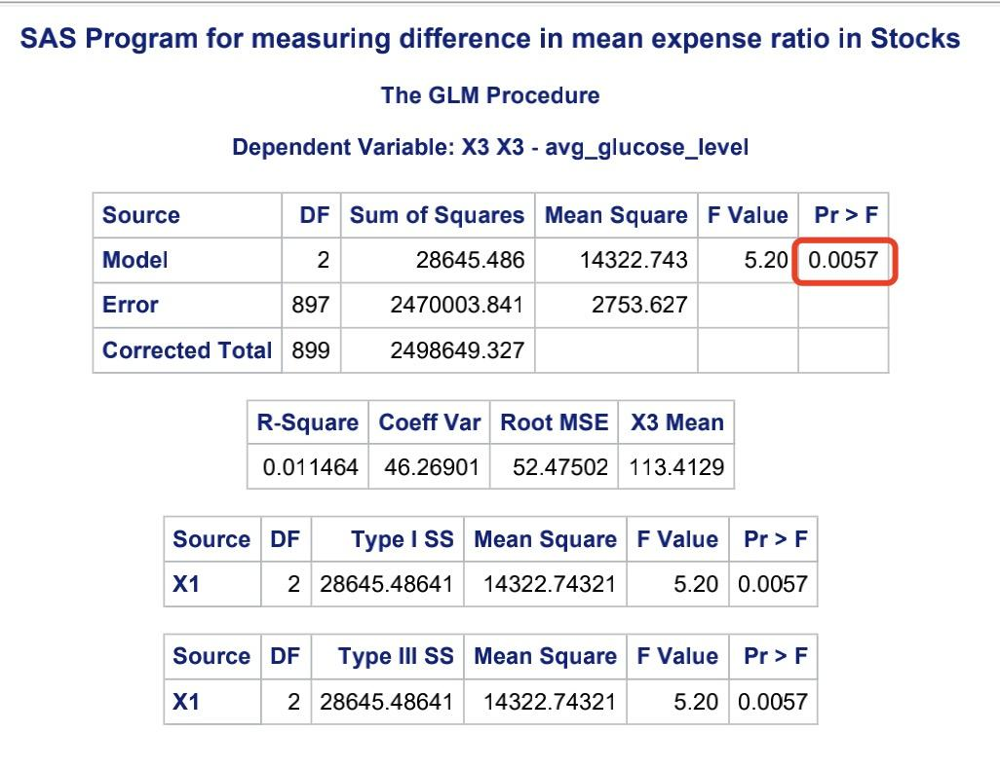 SAS Program for measuring difference in mean expense ratio in Stocks
The GLM Procedure
Dependent Variable: X3 X3 - avg_glucose_level
Source DF Sum of Squares Mean Square F Value Pr > F
Model 2 28645.486 14322.743 5.20 0.0057
Error 897 2470003.841 2753.627
Corrected Total 899 2498649.327
R-Square Coeff Var Root MSE X3 Mean
0.011464 46.26901 52.47502 113.4129
Source DF Type I SS Mean Square F Value Pr > F
X1 2 28645.48641 14322.74321 5.20 0.0057
Source DF Type III SS Mean Square F Value Pr > F
X1 2 28645.48641 14322.74321 5.20 0.0057